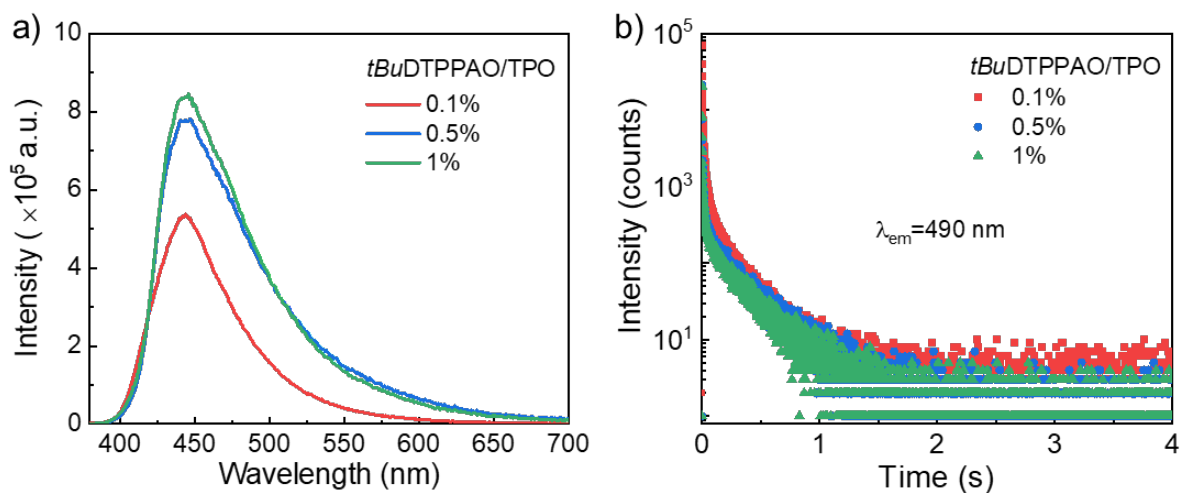 a)
Intensity ( ×10⁵ a.u.)
10
8
6
4
2
0
tBuDTPPAO/TPO
0.1%
0.5%
1%
400 450 500 550 600 650 700
Wavelength (nm)
b)
Intensity (counts)
10⁵
10³
10¹
tBuDTPPAO/TPO
0.1%
0.5%
1%
λem=490 nm
0 1 2 3 4
Time (s)